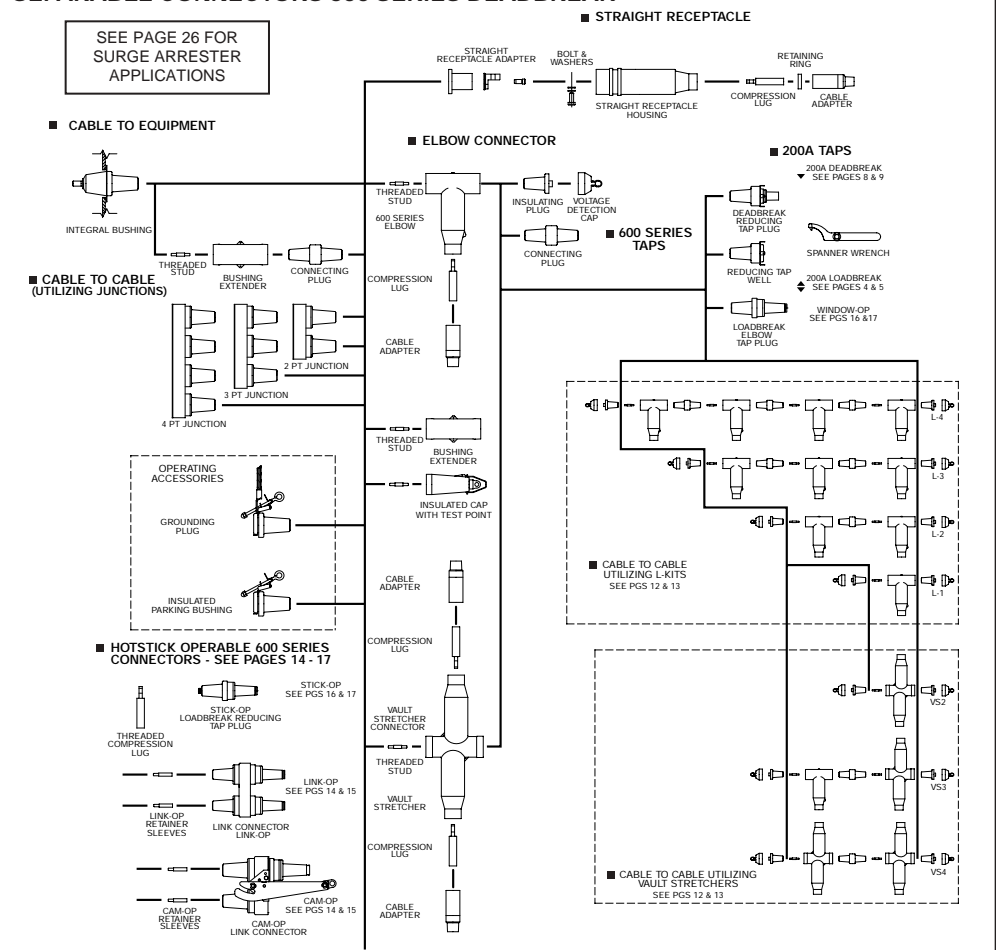 SEPARABLE CONNECTORS 600 SERIES DEADBREAK
SEE PAGE 26 FOR
SURGE ARRESTER
APPLICATIONS
■ STRAIGHT RECEPTACLE
STRAIGHT
RECEPTACLE ADAPTER
BOLT &
WASHERS
STRAIGHT RECEPTACLE
HOUSING
COMPRESSION
LUG
RETAINING
RING
CABLE
ADAPTER
■ CABLE TO EQUIPMENT
INTEGRAL BUSHING
THREADED
STUD
BUSHING
EXTENDER
CONNECTING
PLUG
■ ELBOW CONNECTOR
THREADED
STUD
600 SERIES
ELBOW
INSULATING
PLUG
VOLTAGE
DETECTION
CAP
CONNECTING
PLUG
COMPRESSION
LUG
CABLE
ADAPTER
■ 600 SERIES
TAPS
■ 200A TAPS
200A DEADBREAK
SEE PAGES 8 & 9
DEADBREAK
REDUCING
TAP PLUG
SPANNER WRENCH
REDUCING TAP
WELL
200A LOADBREAK
SEE PAGES 4 & 5
LOADBREAK
ELBOW
TAP PLUG
WINDOW-OP
SEE PGS 16 &17
■ CABLE TO CABLE
(UTILIZING JUNCTIONS)
2 PT JUNCTION
3 PT JUNCTION
4 PT JUNCTION
THREADED
STUD
BUSHING
EXTENDER
INSULATED CAP
WITH TEST POINT
OPERATING
ACCESSORIES
GROUNDING
PLUG
INSULATED
PARKING BUSHING
L-4
L-3
L-2
L-1
■ CABLE TO CABLE
UTILIZING L-KITS
SEE PGS 12 & 13
CABLE
ADAPTER
COMPRESSION
LUG
VAULT
STRETCHER
CONNECTOR
THREADED
STUD
VAULT
STRETCHER
COMPRESSION
LUG
CABLE
ADAPTER
■ HOTSTICK OPERABLE 600 SERIES
CONNECTORS - SEE PAGES 14 - 17
THREADED
COMPRESSION
LUG
STICK-OP
SEE PGS 16 & 17
STICK-OP
LOADBREAK REDUCING
TAP PLUG
LINK-OP
SEE PGS 14 & 15
LINK-OP
RETAINER
SLEEVES
LINK CONNECTOR
LINK-OP
CAM-OP
SEE PGS 14 & 15
CAM-OP
RETAINER
SLEEVES
CAM-OP
LINK CONNECTOR
VS2
VS3
VS4
■ CABLE TO CABLE UTILIZING
VAULT STRETCHERS
SEE PGS 12 & 13